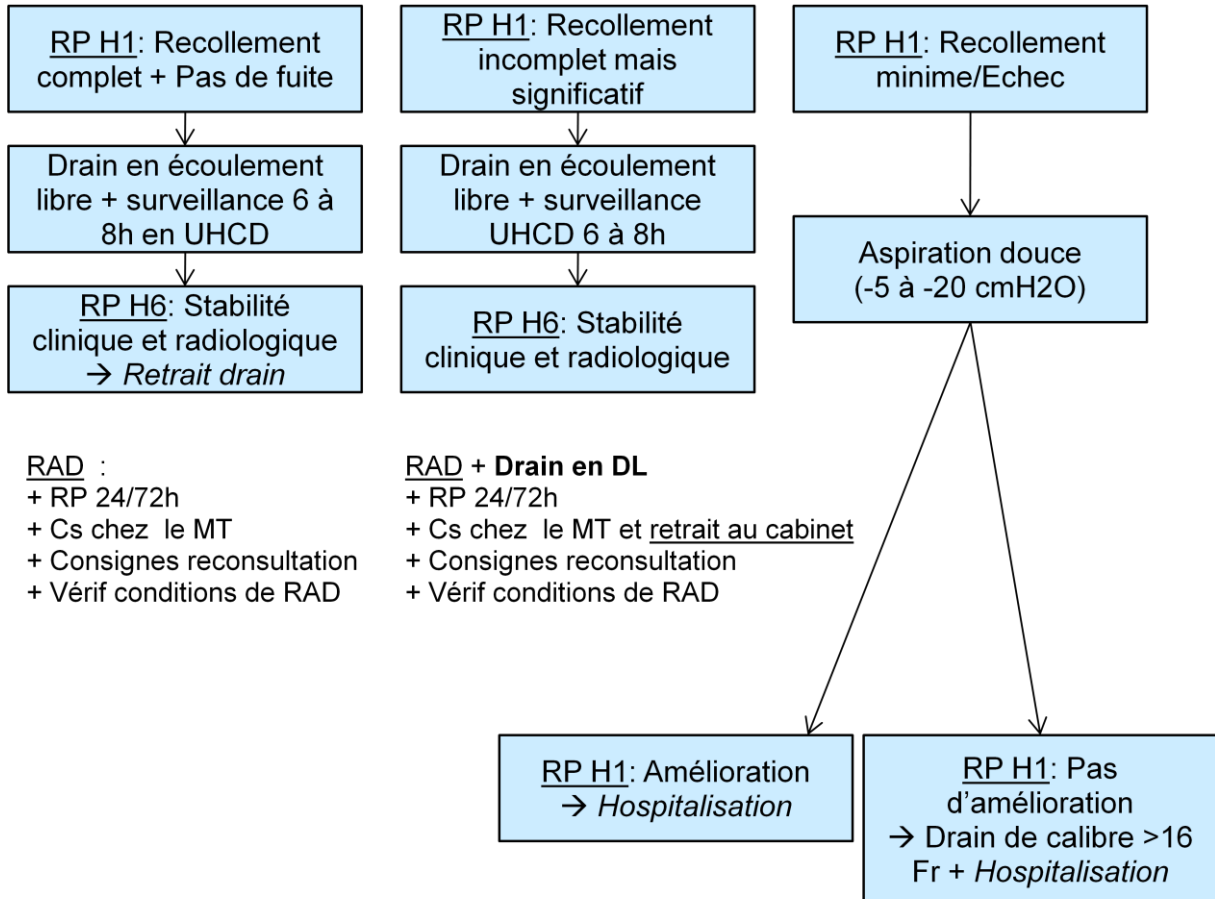 RP H1: Recollement
complet + Pas de fuite
Drain en écoulement
libre + surveillance 6 à
8h en UHCD
RP H6: Stabilité
clinique et radiologique
→ Retrait drain
RAD :
+ RP 24/72h
+ Cs chez le MT
+ Consignes reconsultation
+ Vérif conditions de RAD
RP H1: Recollement
incomplet mais
significatif
Drain en écoulement
libre + surveillance
UHCD 6 à 8h
RP H6: Stabilité
clinique et radiologique
RAD + Drain en DL
+ RP 24/72h
+ Cs chez le MT et retrait au cabinet
+ Consignes reconsultation
+ Vérif conditions de RAD
RP H1: Recollement
minime/Echec
Aspiration douce
(-5 à -20 cmH2O)
RP H1: Amélioration
→ Hospitalisation
RP H1: Pas
d’amélioration
→ Drain de calibre >16
Fr + Hospitalisation